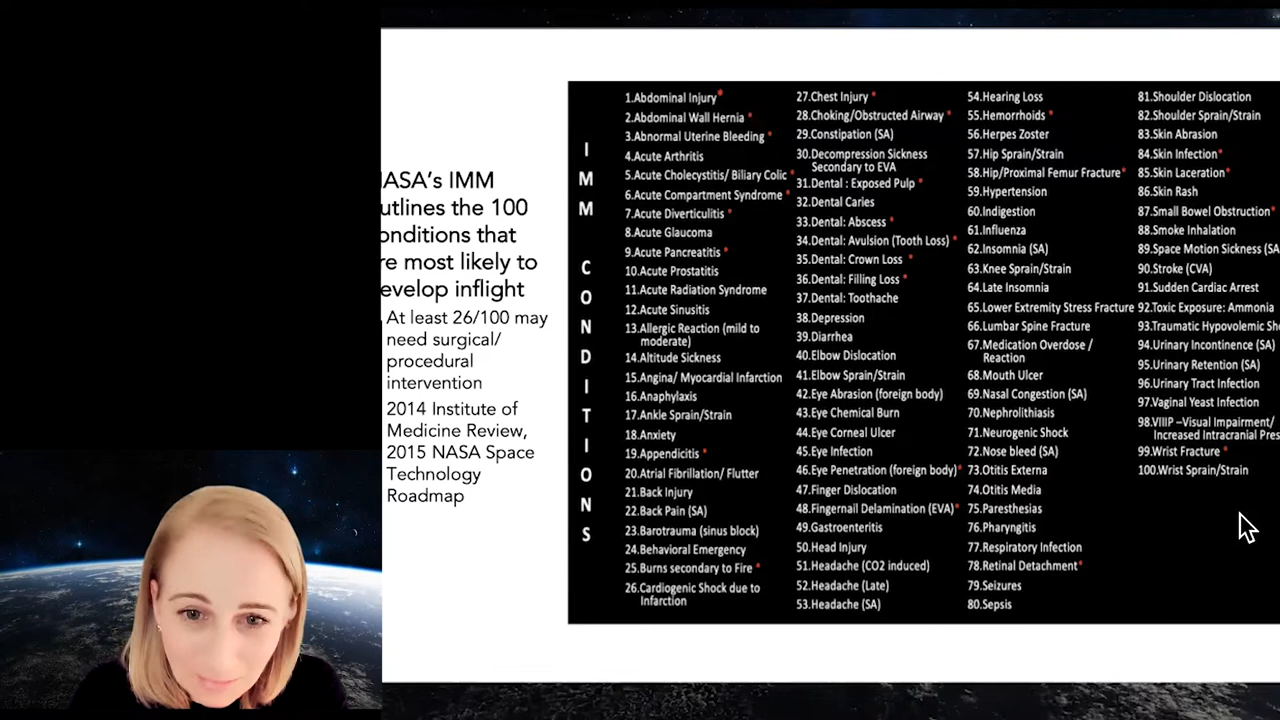 ASA's IMM
utlines the 100
onditions that
re most likely to
evelop inflight
At least 26/100 may
need surgical/
procedural
intervention
2014 Institute of
Medicine Review,
2015 NASA Space
Technology
Roadmap
IMM CONDITIONS
1.Abdominal Injury*
2.Abdominal Wall Hernia *
3.Abnormal Uterine Bleeding *
4.Acute Arthritis
5.Acute Cholecystitis/ Biliary Colic *
6.Acute Compartment Syndrome *
7.Acute Diverticulitis *
8.Acute Glaucoma
9.Acute Pancreatitis *
10.Acute Prostatitis
11.Acute Radiation Syndrome
12.Acute Sinusitis
13.Allergic Reaction (mild to
moderate)
14.Altitude Sickness
15.Angina/ Myocardial Infarction
16.Anaphylaxis
17.Ankle Sprain/Strain
18.Anxiety
19.Appendicitis *
20.Atrial Fibrillation/ Flutter
21.Back Injury
22.Back Pain (SA)
23.Barotrauma (sinus block)
24.Behavioral Emergency
25.Burns secondary to Fire *
26.Cardiogenic Shock due to
Infarction
27.Chest Injury *
28.Choking/Obstructed Airway *
29.Constipation (SA)
30.Decompression Sickness
Secondary to EVA
31.Dental : Exposed Pulp *
32.Dental Caries
33.Dental: Abscess *
34.Dental: Avulsion (Tooth Loss) *
35.Dental: Crown Loss *
36.Dental: Filling Loss *
37.Dental: Toothache
38.Depression
39.Diarrhea
40.Elbow Dislocation
41.Elbow Sprain/Strain
42.Eye Abrasion (foreign body)
43.Eye Chemical Burn
44.Eye Corneal Ulcer
45.Eye Infection
46.Eye Penetration (foreign body)*
47.Finger Dislocation
48.Fingernail Delamination (EVA)*
49.Gastroenteritis
50.Head Injury
51.Headache (CO2 induced)
52.Headache (Late)
53.Headache (SA)
54.Hearing Loss
55.Hemorrhoids *
56.Herpes Zoster
57.Hip Sprain/Strain
58.Hip/Proximal Femur Fracture*
59.Hypertension
60.Indigestion
61.Influenza
62.Insomnia (SA)
63.Knee Sprain/Strain
64.Late Insomnia
65.Lower Extremity Stress Fracture
66.Lumbar Spine Fracture
67.Medication Overdose /
Reaction
68.Mouth Ulcer
69.Nasal Congestion (SA)
70.Nephrolithiasis
71.Neurogenic Shock
72.Nose bleed (SA)
73.Otitis Externa
74.Otitis Media
75.Paresthesias
76.Pharyngitis
77.Respiratory Infection
78.Retinal Detachment*
79.Seizures
80.Sepsis
81.Shoulder Dislocation
82.Shoulder Sprain/Strain
83.Skin Abrasion
84.Skin Infection*
85.Skin Laceration*
86.Skin Rash
87.Small Bowel Obstruction*
88.Smoke Inhalation
89.Space Motion Sickness (SA
90.Stroke (CVA)
91.Sudden Cardiac Arrest
92.Toxic Exposure: Ammonia
93.Traumatic Hypovolemic Sh
94.Urinary Incontinence (SA)
95.Urinary Retention (SA)
96.Urinary Tract Infection
97.Vaginal Yeast Infection
98.VIIP –Visual Impairment/
Increased Intracranial Pres
99.Wrist Fracture *
100.Wrist Sprain/Strain